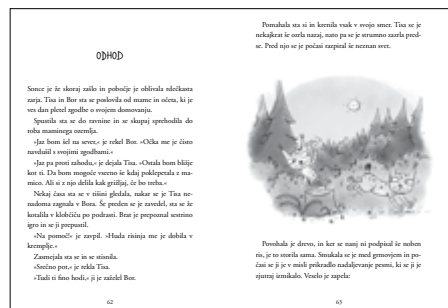 ODHOD
Sonce je že skoraj zašlo in pobočje je oblivala rdečkasta
zarja. Tisa in Bor sta se poslovila od mame in očeta, ki je
ves dan pletel zgodbe o svojem domovanju.
Spustila sta se do ravnine in se skupaj sprehodila do
roba maminega ozemlja.
»Jaz bom šel na sever,« je rekel Bor. »Očka me je čisto
navdušil s svojimi zgodbami.«
»Jaz pa proti zahodu,« je dejala Tisa. »Ostala bom bližje
kot ti. Da bom mogoče vseeno še kdaj poklepetala z ma-
mico. Ali si z njo delila kak grižljaj, če bo treba.«
Nekaj časa sta se v tišini gledala, nakar se je Tisa ne-
nadoma zagnala v Bora. Še preden se je zavedel, sta se že
kotalila v klobčiču po podrasti. Brat je prepoznal sestrino
igro in se ji prepustil.
»Na pomoč!« je zavpil. »Huda risinja me je dobila v
kremplje.«
Zasmejala sta se in se stisnila.
»Srečno pot,« je rekla Tisa.
»Tudi ti fino hodi,« ji je zaželel Bor.
62
Pomahala sta si in krenila vsak v svojo smer. Tisa se je
nekajkrat še ozrla nazaj, nato pa se je strumno zazrla pred-
se. Pred njo se je počasi razpiral še neznan svet.
Povohala je drevo, in ker se nanj ni podpisal še noben
ris, je to storila sama. Smukala se je med grmovjem in po-
časi se ji je v misli prikradlo nadaljevanje pesmi, ki se ji je
zjutraj izmikalo. Veselo je zapela:
63